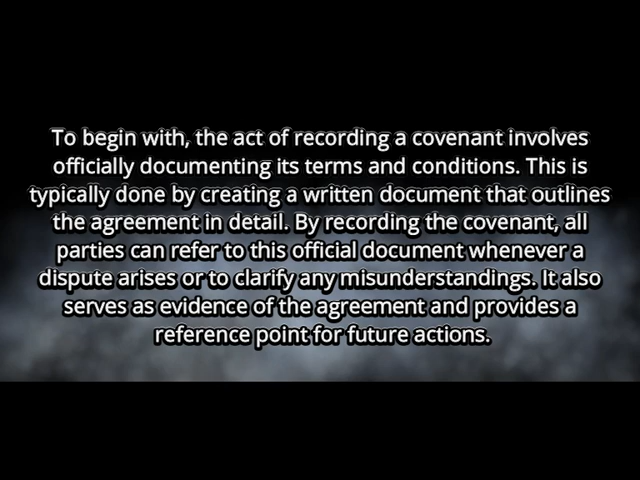 To begin with, the act of recording a covenant involves
officially documenting its terms and conditions. This is
typically done by creating a written document that outlines
the agreement in detail. By recording the covenant, all
parties can refer to this official document whenever a
dispute arises or to clarify any misunderstandings. It also
serves as evidence of the agreement and provides a
reference point for future actions.